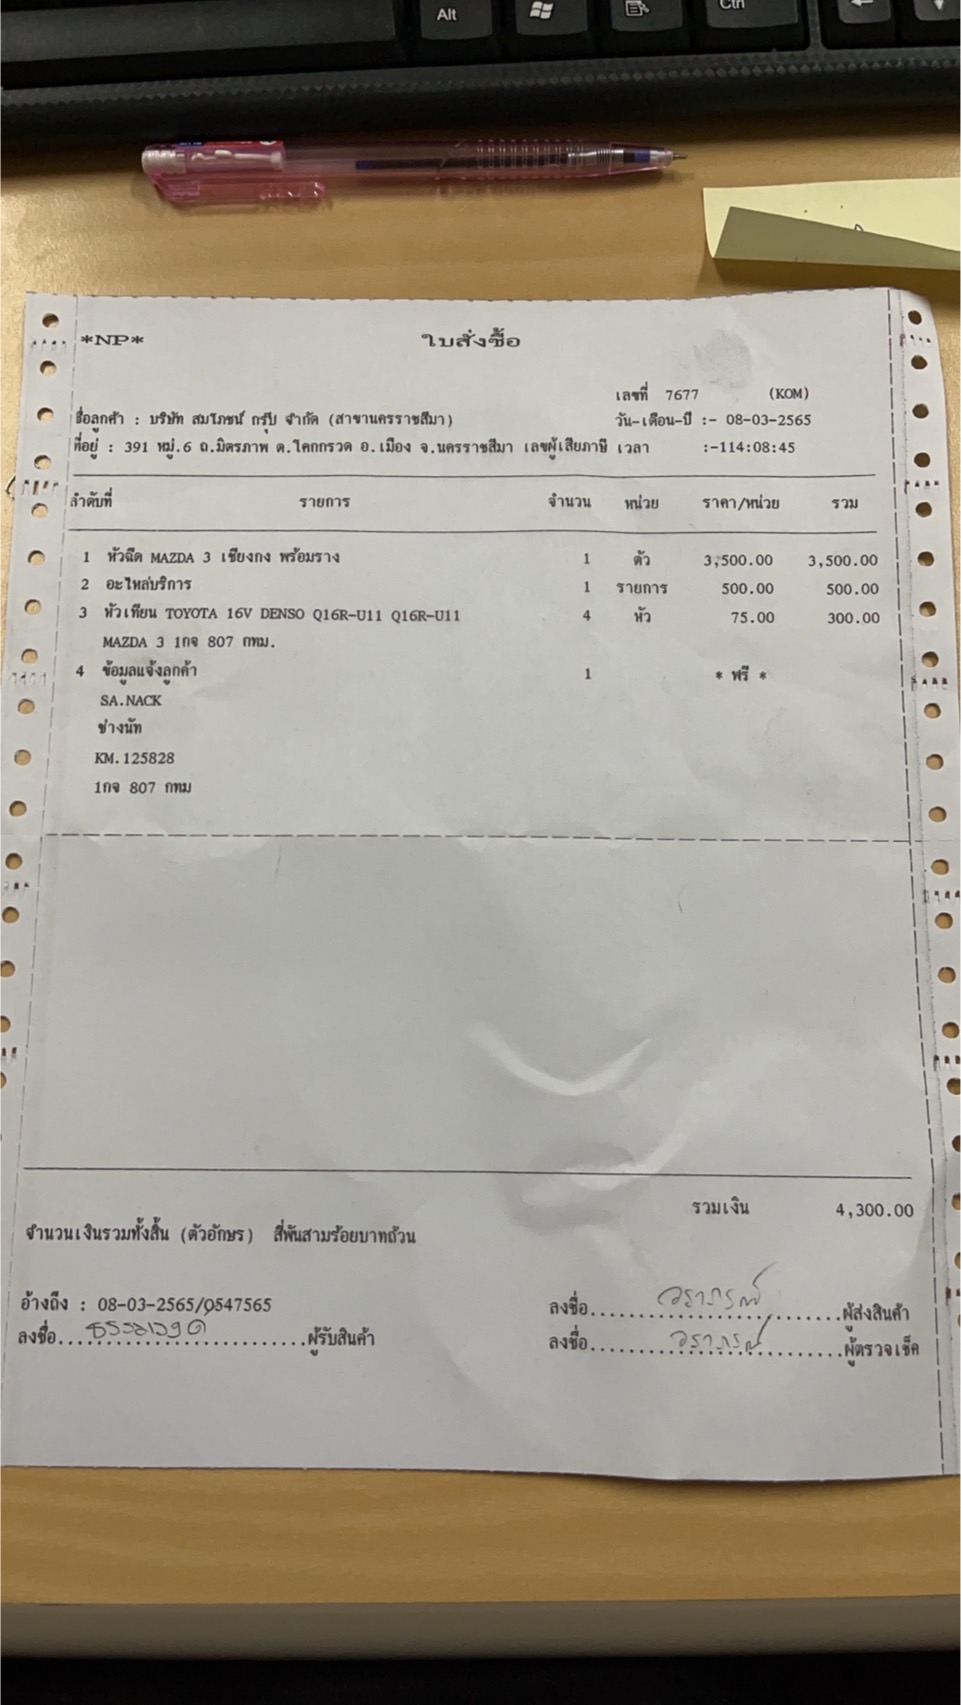 Alt
Ctrl
*NP*
ใบสั่งซื้อ
เลขที่ 7677 (KOM)
ชื่อลูกค้า : บริษัท สมโภชน์ กรุ๊ป จำกัด (สาขานครราชสีมา) วัน-เดือน-ปี :- 08-03-2565
ที่อยู่ : 391 หมู่.6 ถ.มิตรภาพ ต.โคกกรวด อ.เมือง จ.นครราชสีมา เลขผู้เสียภาษี เวลา :-114:08:45
ลำดับที่ รายการ จำนวน หน่วย ราคา/หน่วย รวม
1 หัวฉีด MAZDA 3 เชียงกง พร้อมราง 1 ตัว 3,500.00 3,500.00
2 อะไหล่บริการ 1 รายการ 500.00 500.00
3 หัวเทียน TOYOTA 16V DENSO Q16R-U11 Q16R-U11 4 หัว 75.00 300.00
MAZDA 3 1กจ 807 กทม.
4 ข้อมูลแจ้งลูกค้า 1 * ฟรี *
SA.NACK
ช่างนัท
KM.125828
1กจ 807 กทม
รวมเงิน 4,300.00
จำนวนเงินรวมทั้งสิ้น (ตัวอักษร) สี่พันสามร้อยบาทถ้วน
อ้างถึง : 08-03-2565/0547565
ลงชื่อ..........วราภรณ์..........ผู้ส่งสินค้า
ลงชื่อ....................ผู้รับสินค้า
ลงชื่อ..........วราภรณ์..........ผู้ตรวจเช็ค